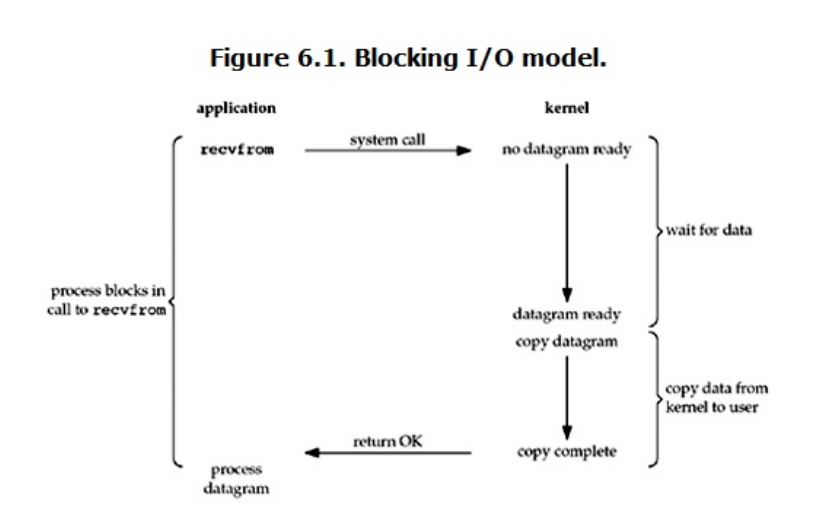 Figure 6.1. Blocking I/O model.
application
kernel
recvfrom
system call
no datagram ready
wait for data
process blocks in
call to recvfrom
datagram ready
copy datagram
copy data from
kernel to user
return OK
copy complete
process
datagram